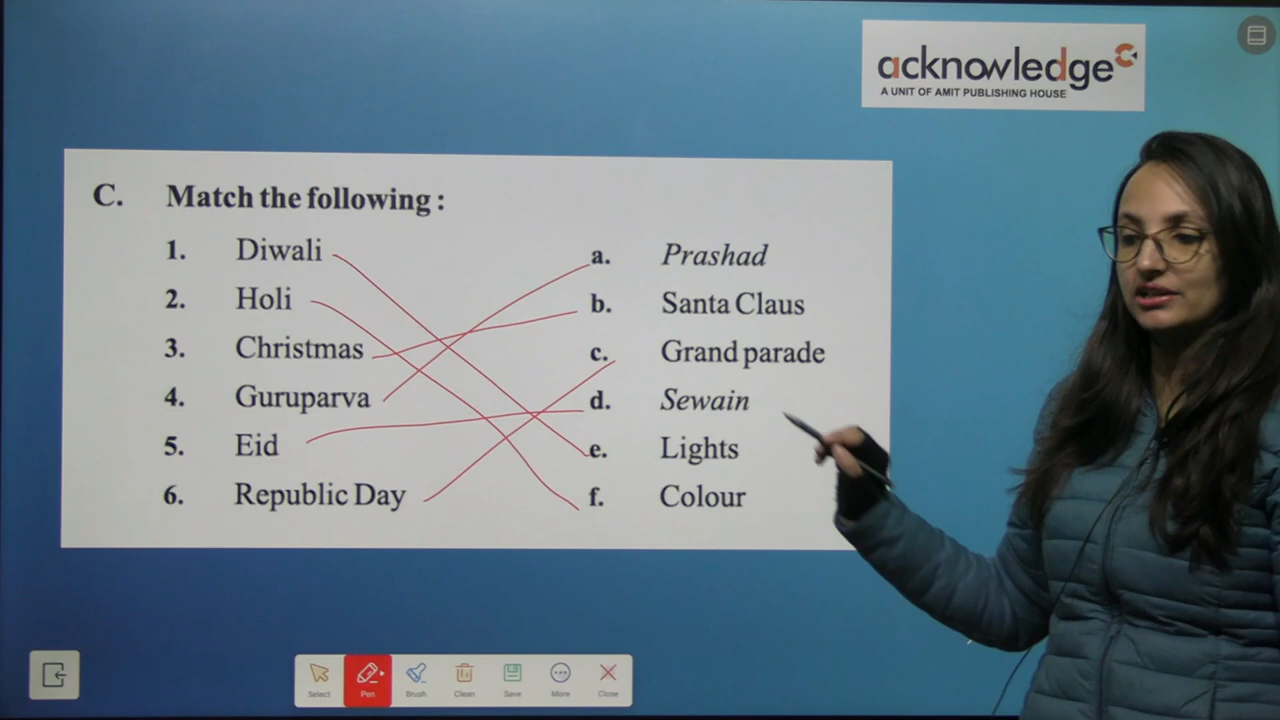 acknowledge
A UNIT OF AMIT PUBLISHING HOUSE
C. Match the following :
1. Diwali a. Prashad
2. Holi b. Santa Claus
3. Christmas c. Grand parade
4. Guruparva d. Sewain
5. Eid e. Lights
6. Republic Day f. Colour
Select Pen Brush Clean Save More Close